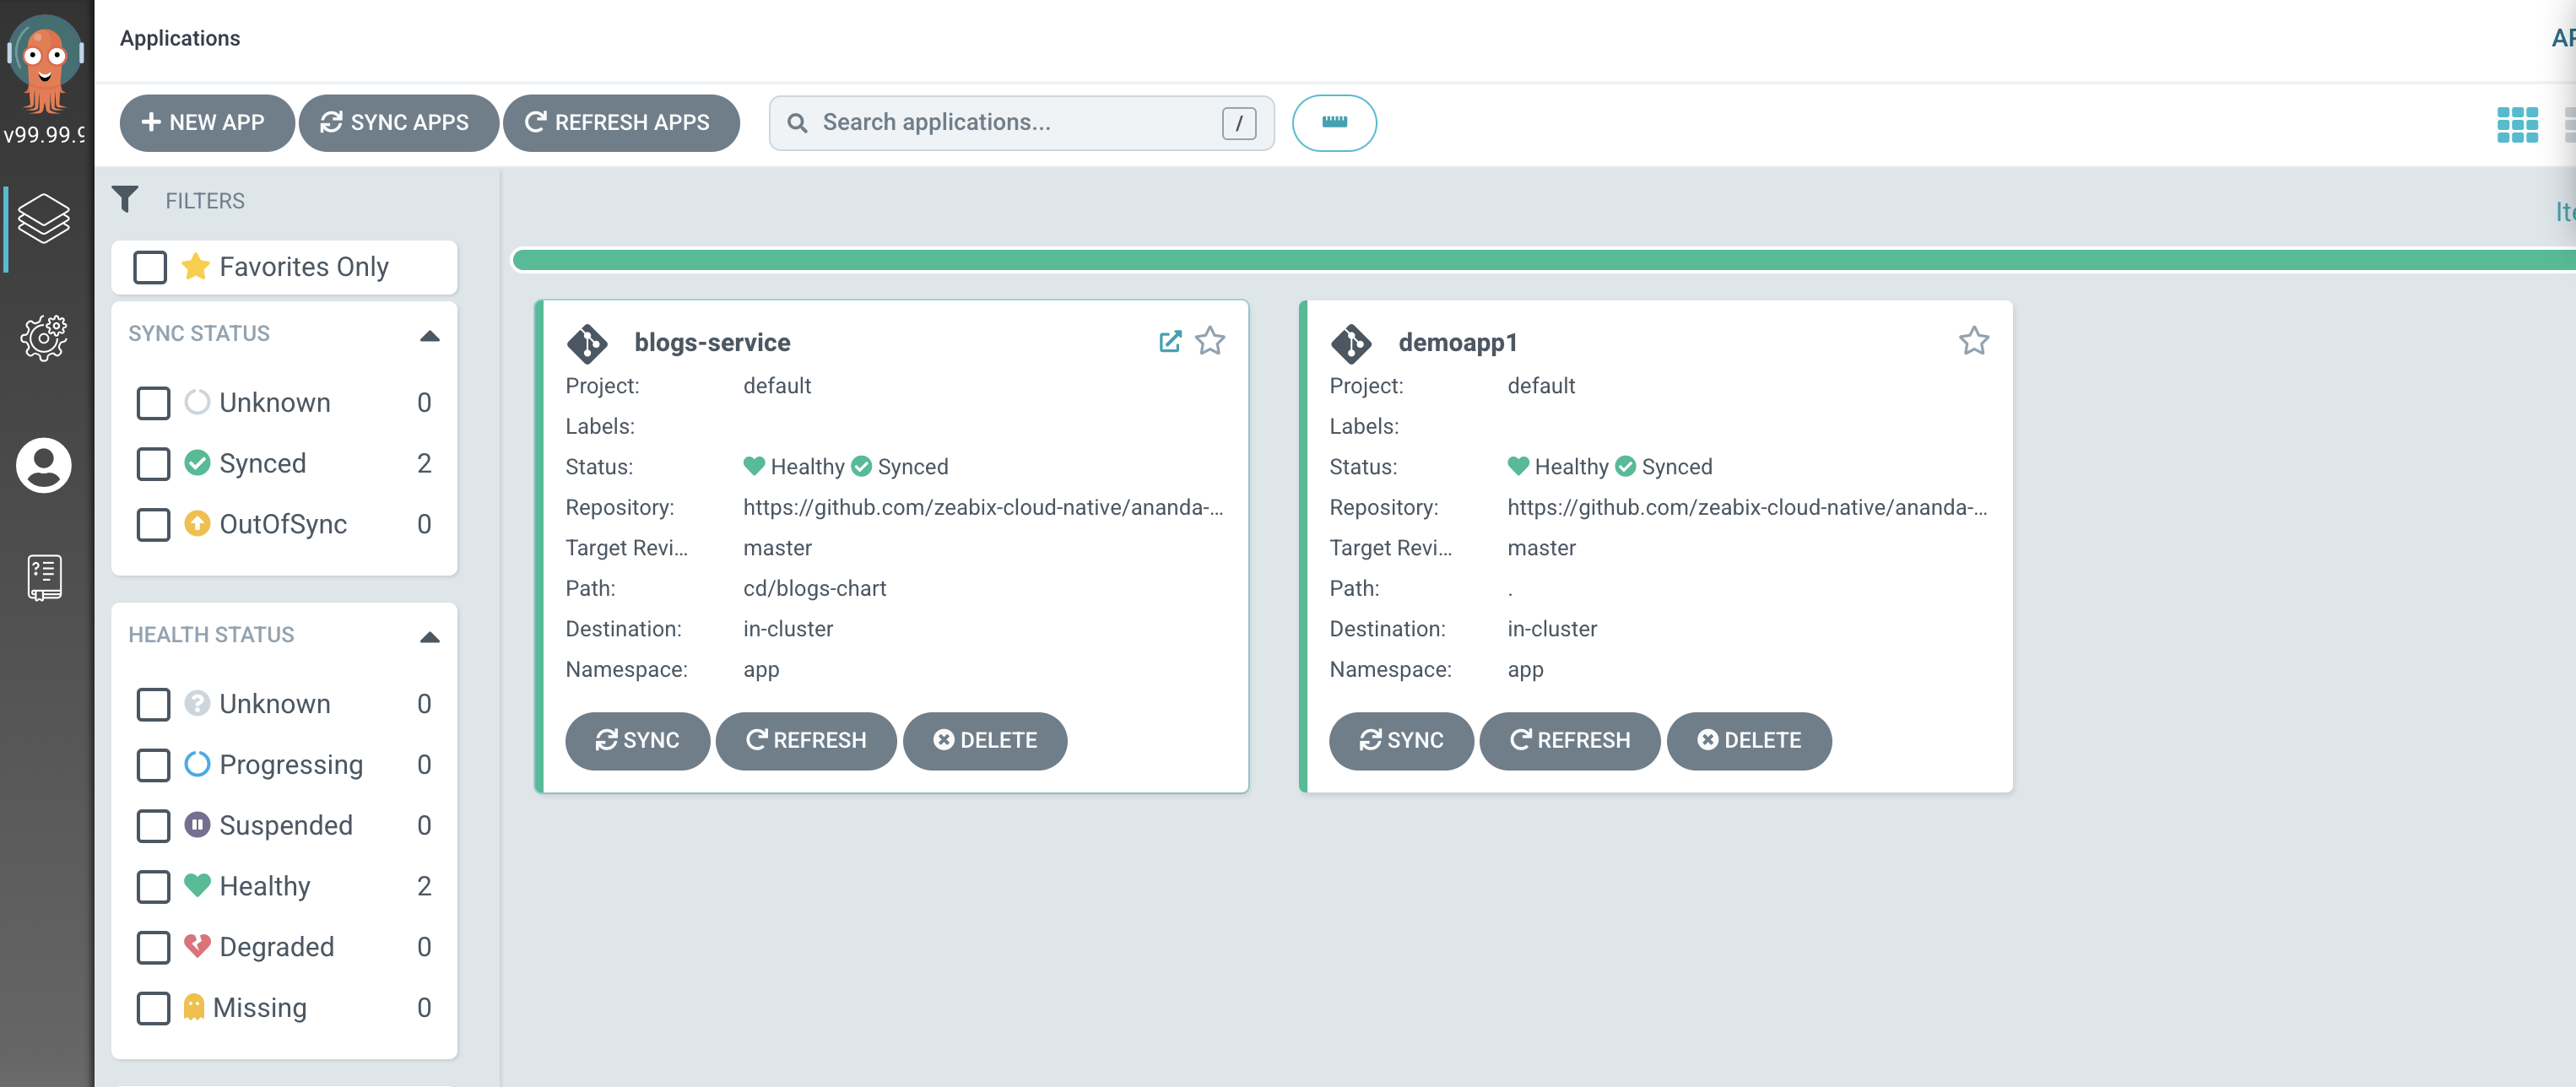 Applications
NEW APP
SYNC APPS
REFRESH APPS
Search applications...
/
v99.99.9
FILTERS
Favorites Only
SYNC STATUS
Unknown 0
Synced 2
OutOfSync 0
HEALTH STATUS
Unknown 0
Progressing 0
Suspended 0
Healthy 2
Degraded 0
Missing 0
blogs-service
Project: default
Labels:
Status: Healthy Synced
Repository: https://github.com/zeabix-cloud-native/ananda-...
Target Revi... master
Path: cd/blogs-chart
Destination: in-cluster
Namespace: app
SYNC REFRESH DELETE
demoapp1
Project: default
Labels:
Status: Healthy Synced
Repository: https://github.com/zeabix-cloud-native/ananda-...
Target Revi... master
Path: .
Destination: in-cluster
Namespace: app
SYNC REFRESH DELETE